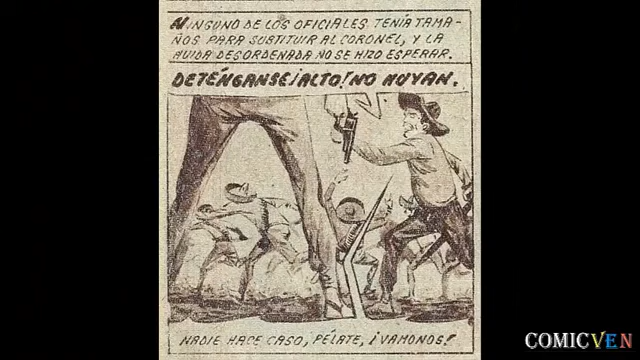 NINGUNO DE LOS OFICIALES TENÍA TAMA-
ÑOS PARA SUBSTITUIR AL CORONEL, Y LA
HUIDA DESORDENADA NO SE HIZO ESPERAR.
DETÉNGANSE ¡ALTO! NO HUYAN.
NADIE HACE CASO, PÉLATE, ¡VAMONOS!
COMICVEN